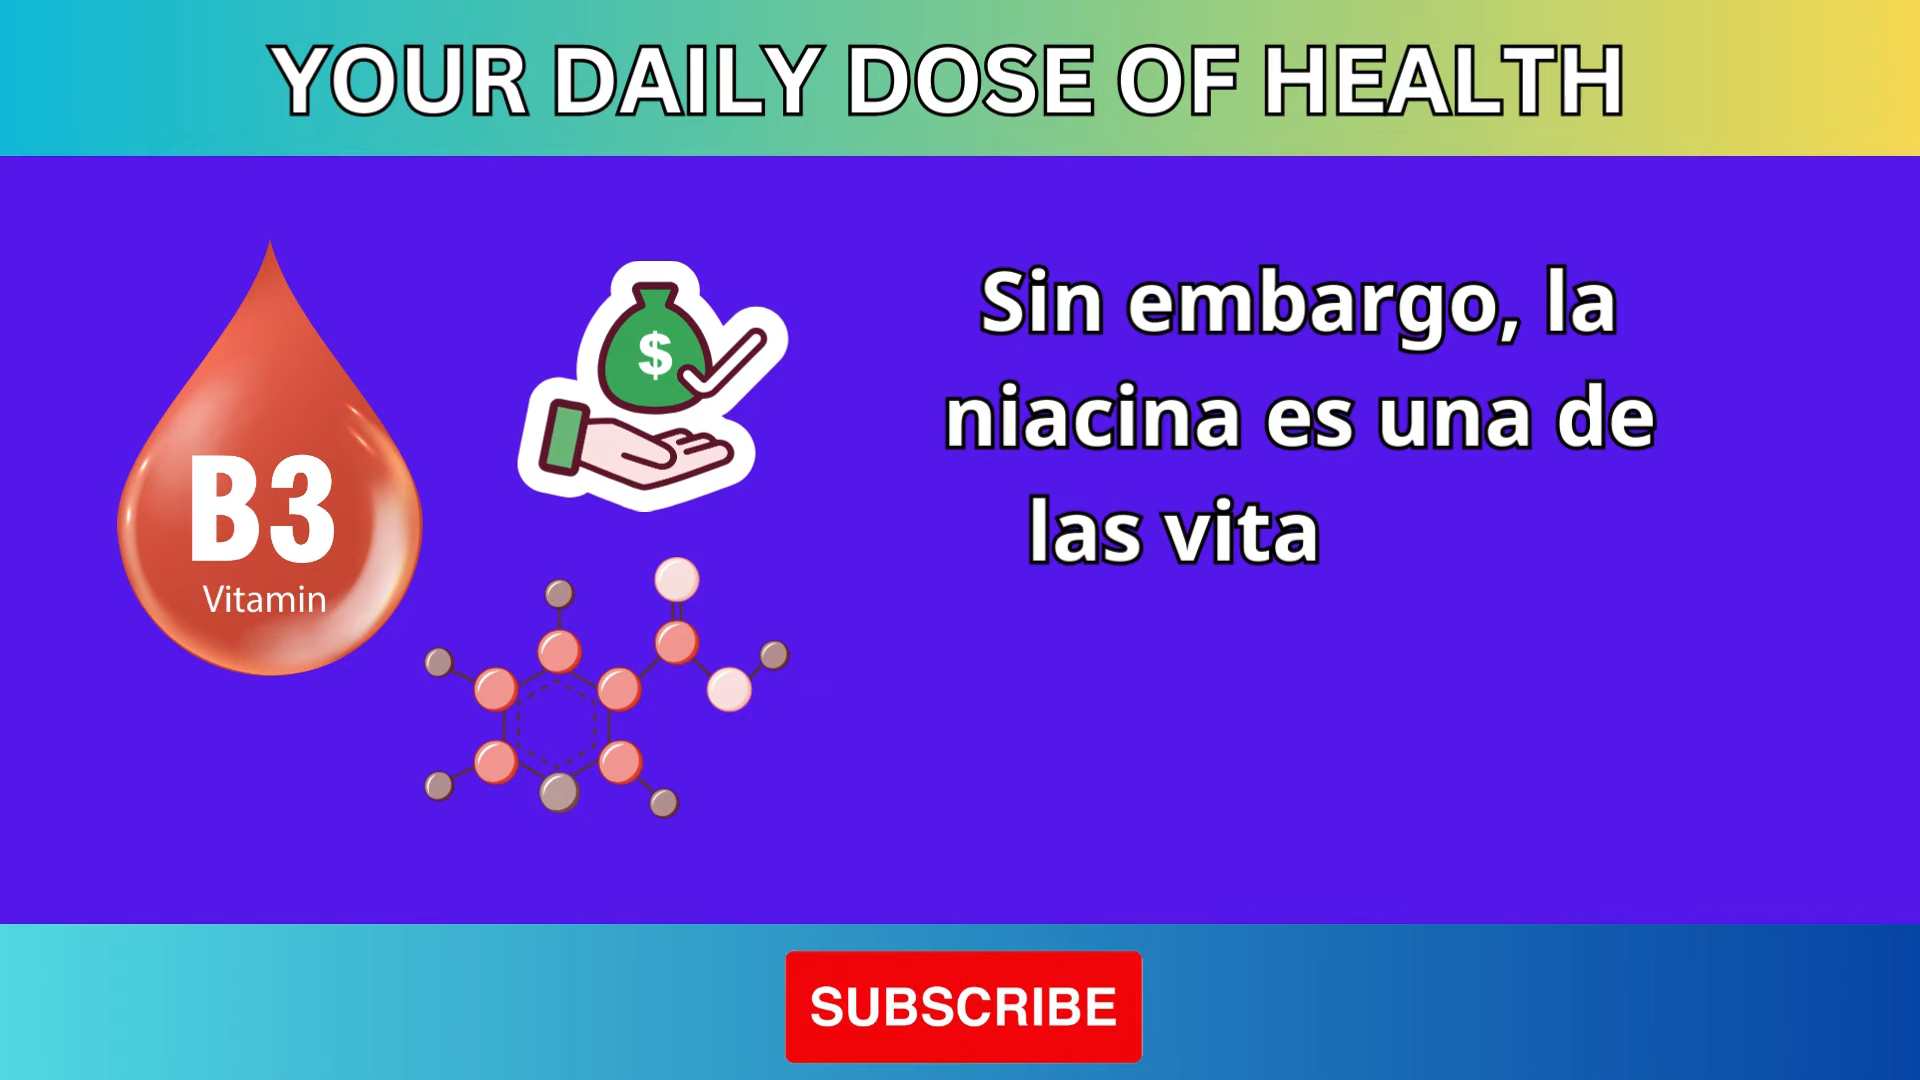 YOUR DAILY DOSE OF HEALTH
B3
Vitamin
$
Sin embargo, la
niacina es una de
las vita
SUBSCRIBE